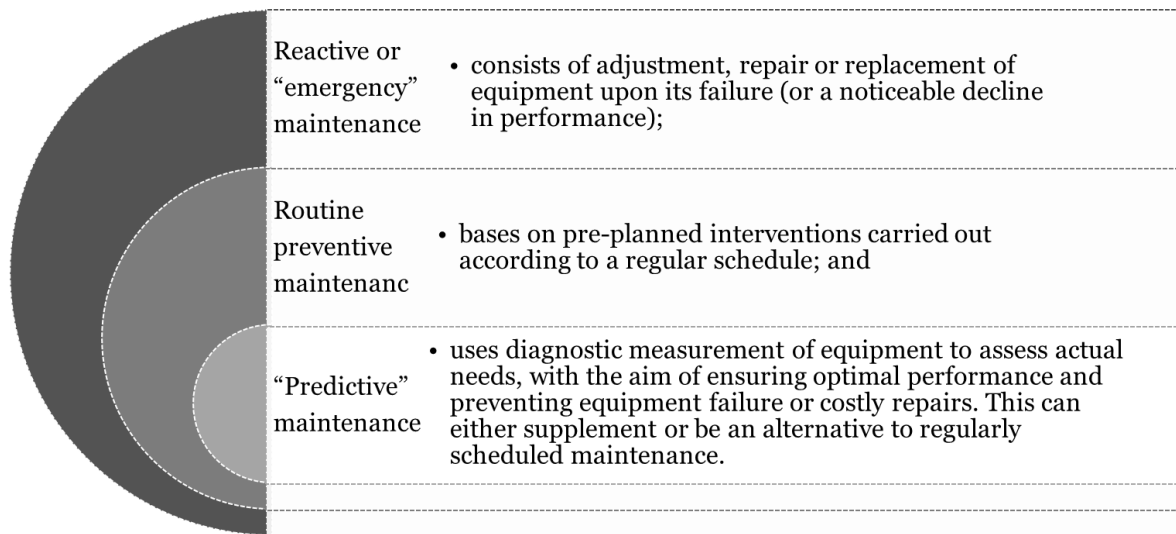 Reactive or
“emergency”
maintenance
• consists of adjustment, repair or replacement of
equipment upon its failure (or a noticeable decline
in performance);
Routine
preventive
maintenanc
• bases on pre-planned interventions carried out
according to a regular schedule; and
“Predictive”
maintenance
• uses diagnostic measurement of equipment to assess actual
needs, with the aim of ensuring optimal performance and
preventing equipment failure or costly repairs. This can
either supplement or be an alternative to regularly
scheduled maintenance.